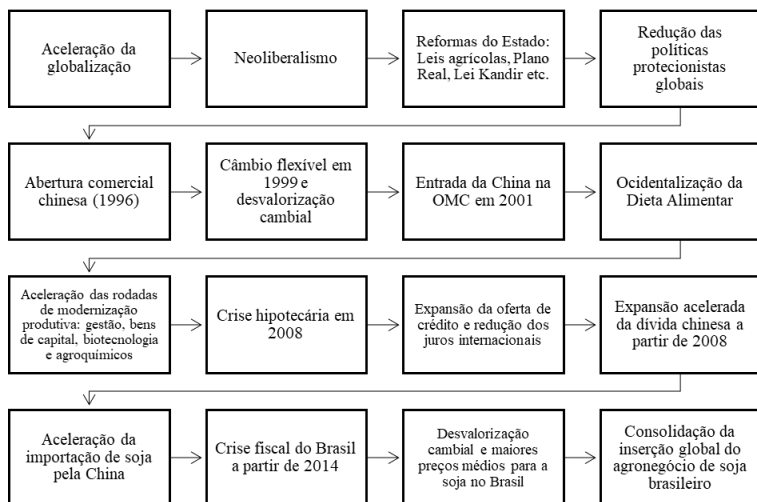 Aceleração da
globalização
Neoliberalismo
Reformas do Estado:
Leis agrícolas, Plano
Real, Lei Kandir etc.
Redução das
políticas
protecionistas
globais
Abertura comercial
chinesa (1996)
Câmbio flexível em
1999 e
desvalorização
cambial
Entrada da China na
OMC em 2001
Ocidentalização da
Dieta Alimentar
Aceleração das rodadas
de modernização
produtiva: gestão, bens
de capital, biotecnologia
e agroquímicos
Crise hipotecária em
2008
Expansão da oferta de
crédito e redução dos
juros internacionais
Expansão acelerada
da dívida chinesa a
partir de 2008
Aceleração da
importação de soja
pela China
Crise fiscal do Brasil
a partir de 2014
Desvalorização
cambial e maiores
preços médios para a
soja no Brasil
Consolidação da
inserção global do
agronegócio de soja
brasileiro